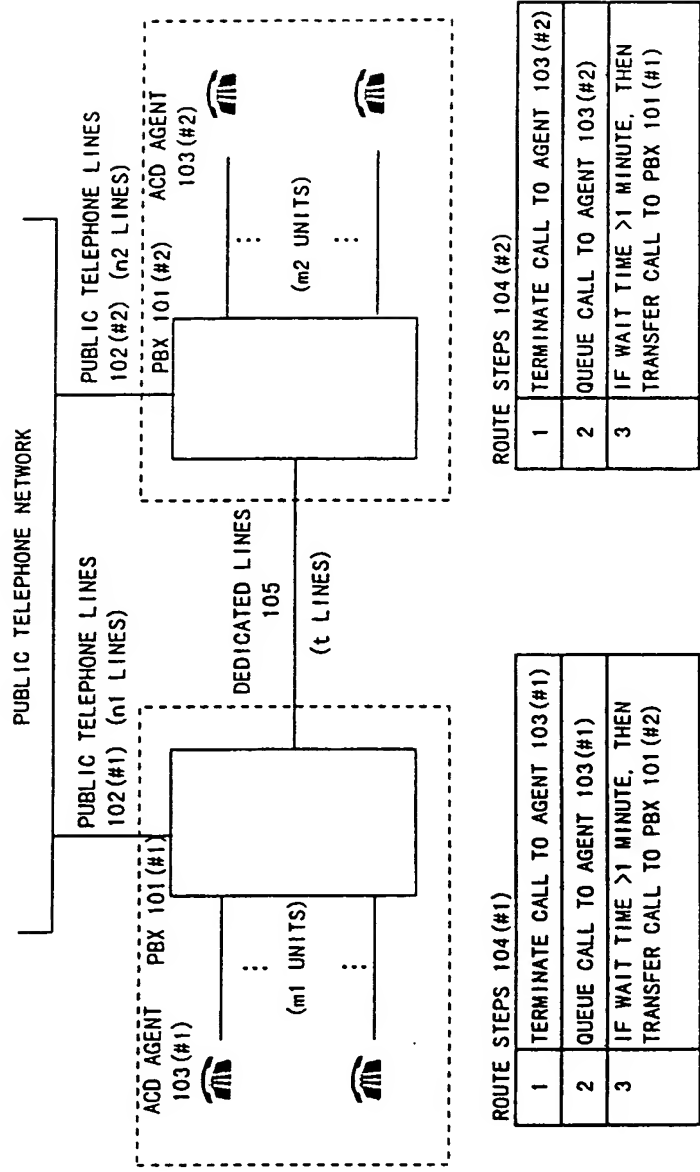 PUBLIC TELEPHONE NETWORK
PUBLIC TELEPHONE LINES
102(#1) (n1 LINES)
PUBLIC TELEPHONE LINES
102(#2) (n2 LINES)
ACD AGENT
103(#1)
PBX 101(#1)
(m1 UNITS)
DEDICATED LINES
105
(t LINES)
PBX 101(#2)
ACD AGENT
103(#2)
(m2 UNITS)
ROUTE STEPS 104(#1)
1 TERMINATE CALL TO AGENT 103(#1)
2 QUEUE CALL TO AGENT 103(#1)
3 IF WAIT TIME >1 MINUTE, THEN
TRANSFER CALL TO PBX 101(#2)
ROUTE STEPS 104(#2)
1 TERMINATE CALL TO AGENT 103(#2)
2 QUEUE CALL TO AGENT 103(#2)
3 IF WAIT TIME >1 MINUTE, THEN
TRANSFER CALL TO PBX 101(#1)